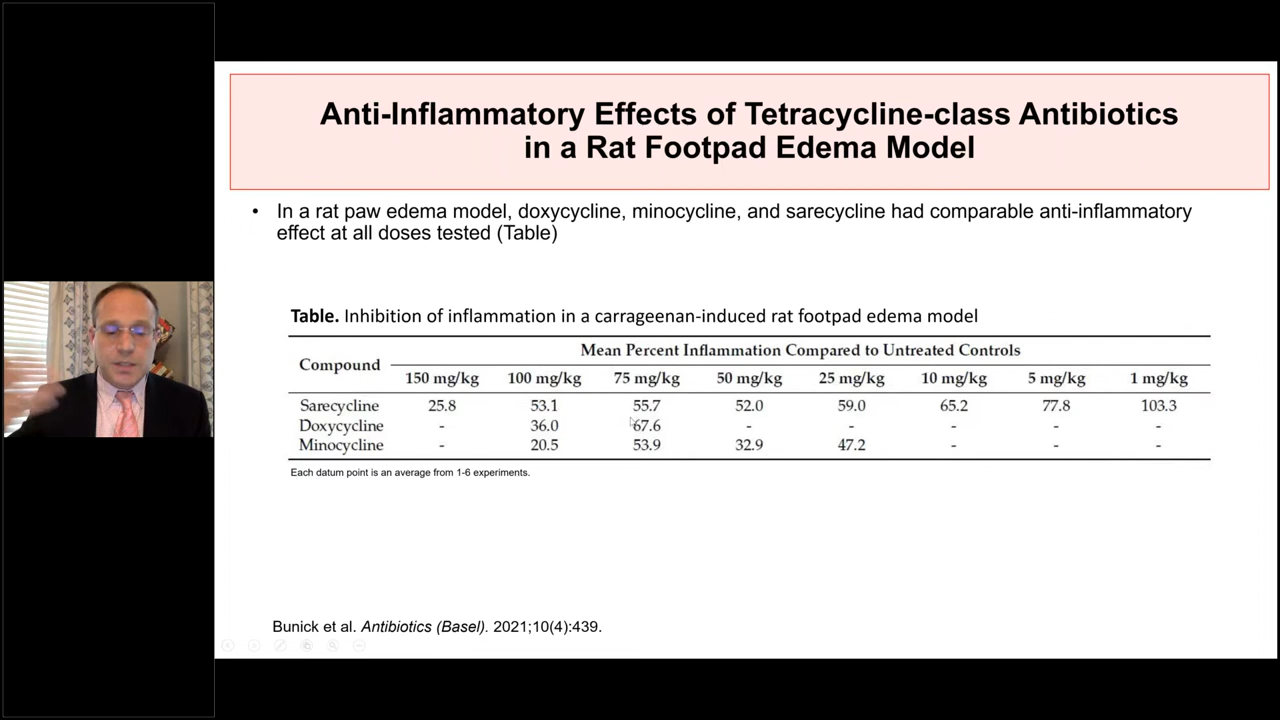 Anti-Inflammatory Effects of Tetracycline-class Antibiotics
in a Rat Footpad Edema Model
• In a rat paw edema model, doxycycline, minocycline, and sarecycline had comparable anti-inflammatory
effect at all doses tested (Table)
Table. Inhibition of inflammation in a carrageenan-induced rat footpad edema model
Compound
Mean Percent Inflammation Compared to Untreated Controls
150 mg/kg 100 mg/kg 75 mg/kg 50 mg/kg 25 mg/kg 10 mg/kg 5 mg/kg 1 mg/kg
Sarecycline 25.8 53.1 55.7 52.0 59.0 65.2 77.8 103.3
Doxycycline - 36.0 67.6 - - - - -
Minocycline - 20.5 53.9 32.9 47.2 - - -
Each datum point is an average from 1-6 experiments.
Bunick et al. Antibiotics (Basel). 2021;10(4):439.